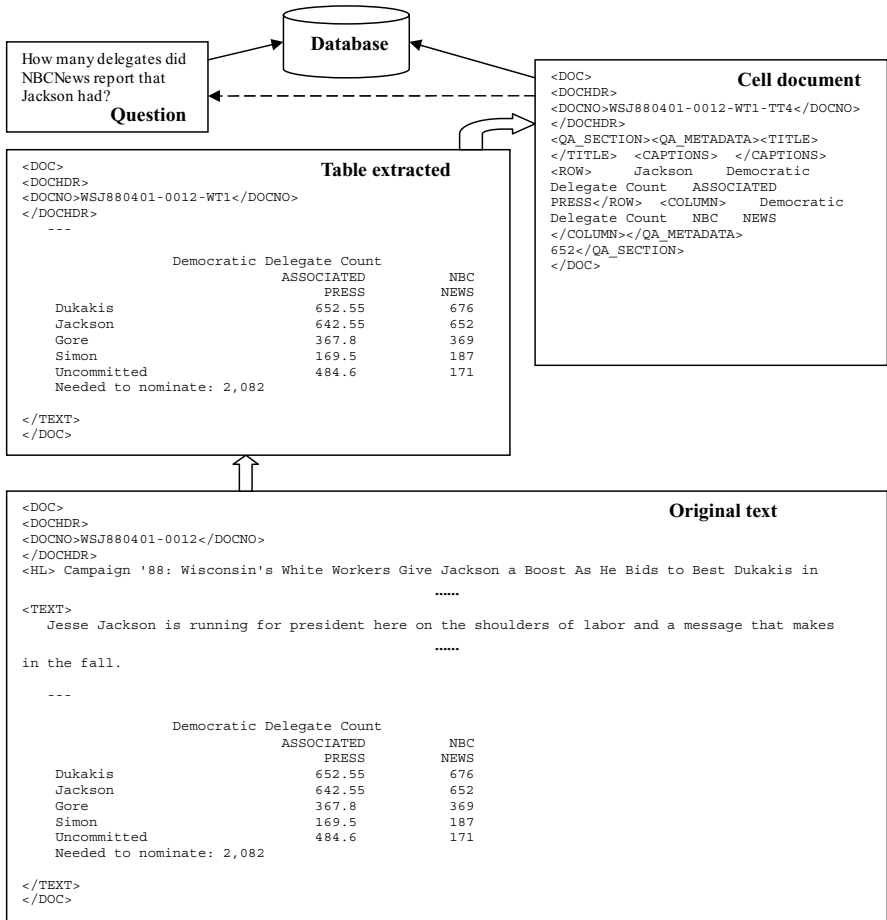 How many delegates did
NBCNews report that
Jackson had?
Question
Database
Cell document
<DOC>
<DOCHDR>
<DOCNO>WSJ880401-0012-WT1-TT4</DOCNO>
</DOCHDR>
<QA_SECTION><QA_METADATA><TITLE>
</TITLE> <CAPTIONS> </CAPTIONS>
<ROW> Jackson Democratic
Delegate Count ASSOCIATED
PRESS</ROW> <COLUMN> Democratic
Delegate Count NBC NEWS
</COLUMN></QA_METADATA>
652</QA_SECTION>
</DOC>
Table extracted
<DOC>
<DOCHDR>
<DOCNO>WSJ880401-0012-WT1</DOCNO>
</DOCHDR>
---
Democratic Delegate Count
ASSOCIATED NBC
PRESS NEWS
Dukakis 652.55 676
Jackson 642.55 652
Gore 367.8 369
Simon 169.5 187
Uncommitted 484.6 171
Needed to nominate: 2,082
</TEXT>
</DOC>
Original text
<DOC>
<DOCHDR>
<DOCNO>WSJ880401-0012</DOCNO>
</DOCHDR>
<HL> Campaign '88: Wisconsin's White Workers Give Jackson a Boost As He Bids to Best Dukakis in
......
<TEXT>
Jesse Jackson is running for president here on the shoulders of labor and a message that makes
......
in the fall.
---
Democratic Delegate Count
ASSOCIATED NBC
PRESS NEWS
Dukakis 652.55 676
Jackson 642.55 652
Gore 367.8 369
Simon 169.5 187
Uncommitted 484.6 171
Needed to nominate: 2,082
</TEXT>
</DOC>